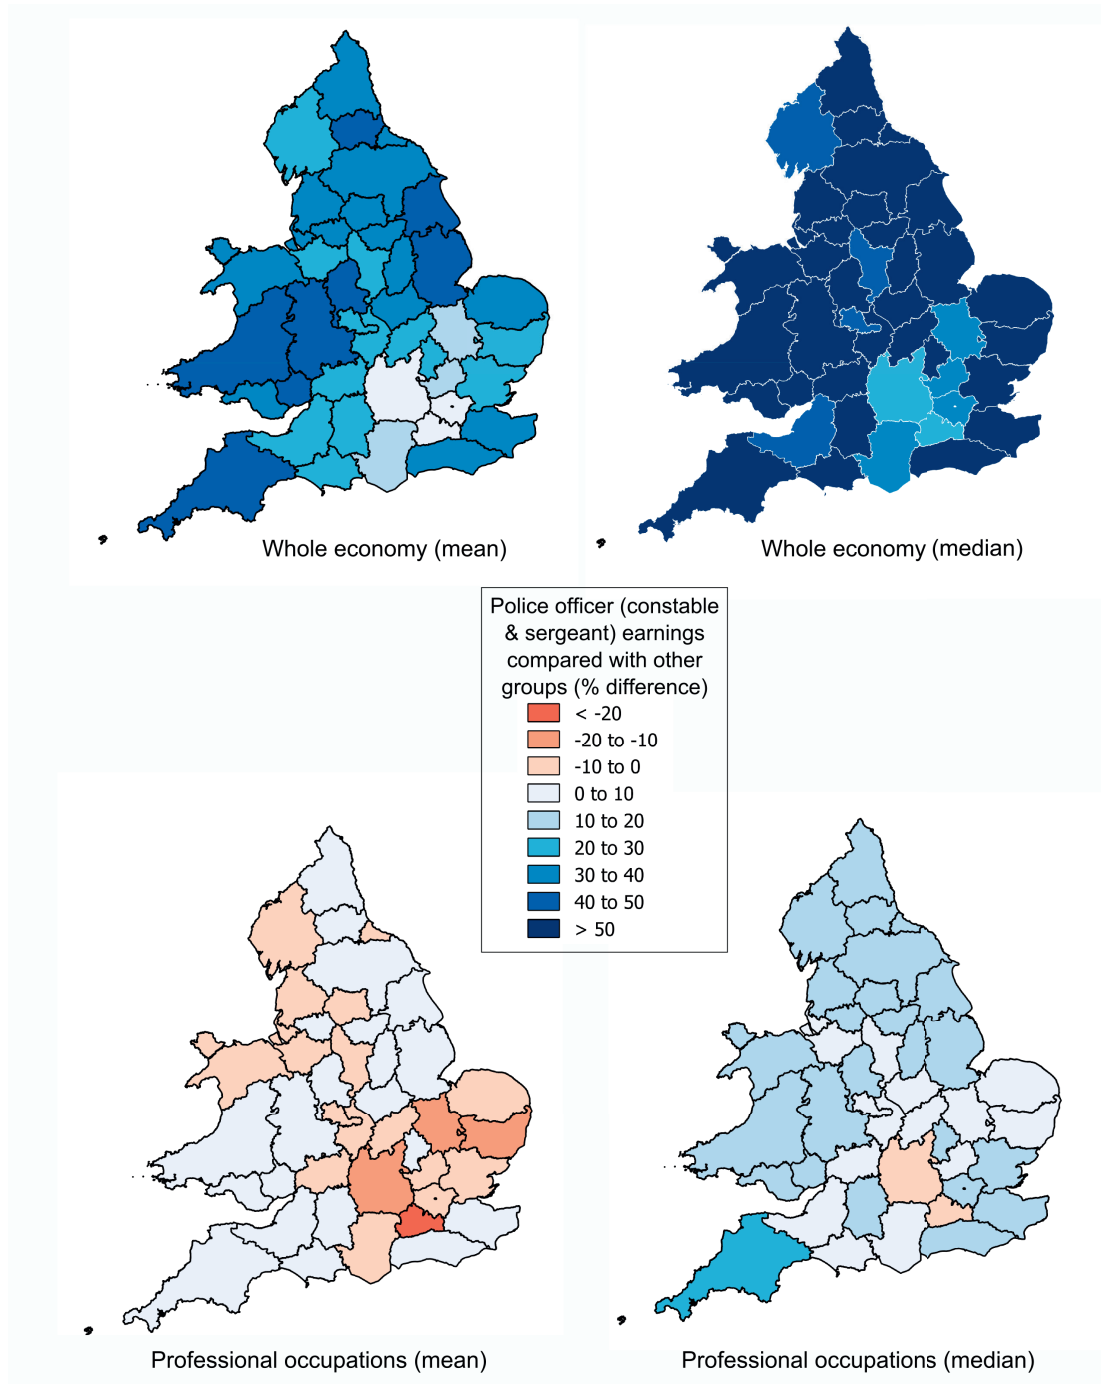 Whole economy (mean)
Whole economy (median)
Police officer (constable
& sergeant) earnings
compared with other
groups (% difference)
< -20
-20 to -10
-10 to 0
0 to 10
10 to 20
20 to 30
30 to 40
40 to 50
> 50
Professional occupations (mean)
Professional occupations (median)